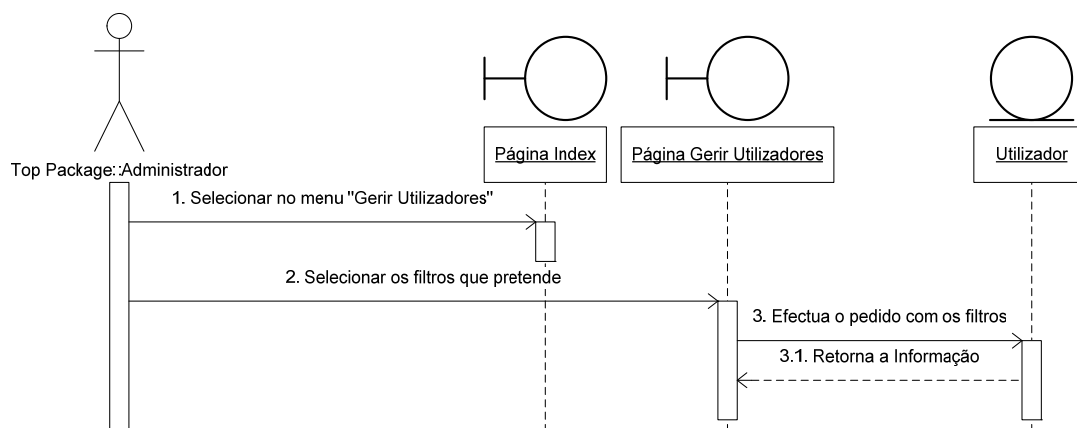 Página Index
Página Gerir Utilizadores
Utilizador
Top Package::Administrador
1. Selecionar no menu "Gerir Utilizadores"
2. Selecionar os filtros que pretende
3. Efectua o pedido com os filtros
3.1. Retorna a Informação